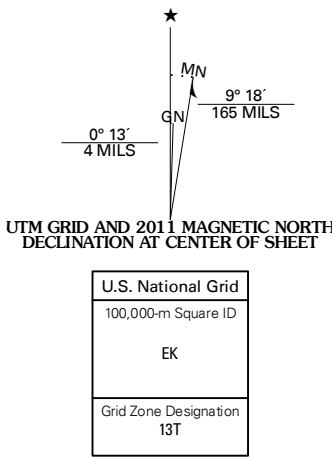 MN
9° 18´
165 MILS
GN
0° 13´
4 MILS
UTM GRID AND 2011 MAGNETIC NORTH
DECLINATION AT CENTER OF SHEET
U.S. National Grid
100,000-m Square ID
EK
Grid Zone Designation
13T